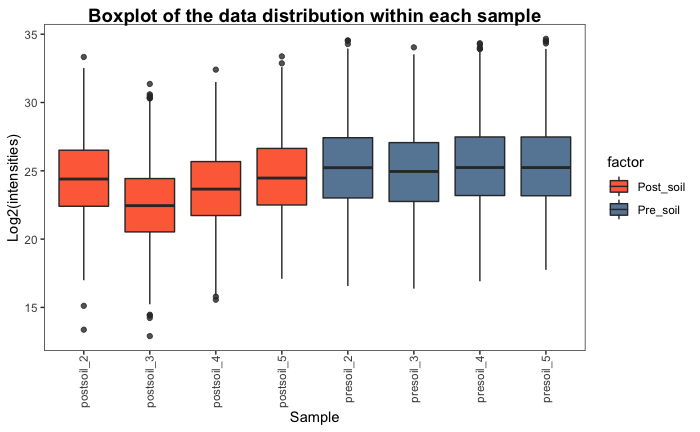 Boxplot of the data distribution within each sample
Log2(intensities)
35
30
25
20
15
postsoil_2
postsoil_3
postsoil_4
postsoil_5
presoil_2
presoil_3
presoil_4
presoil_5
Sample
factor
Post_soil
Pre_soil